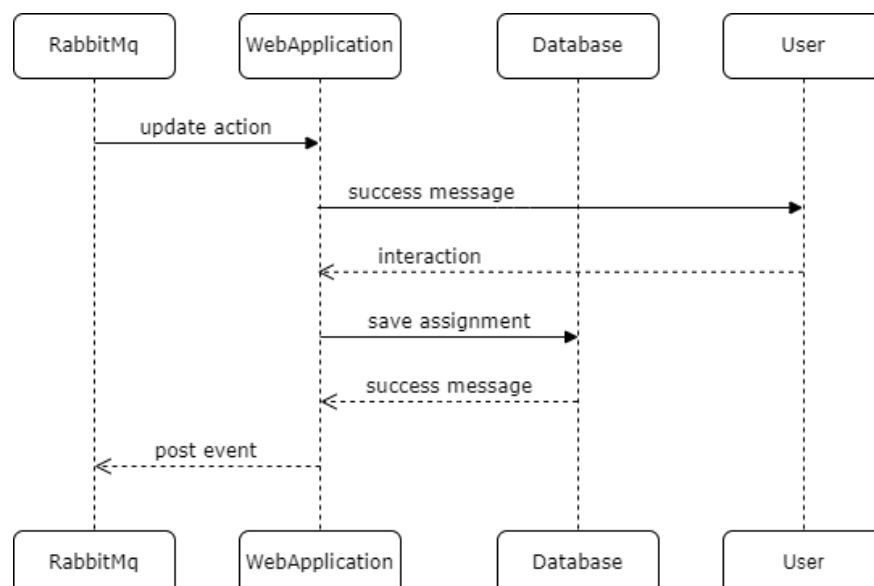 RabbitMq
WebApplication
Database
User
update action
success message
interaction
save assignment
success message
post event
RabbitMq
WebApplication
Database
User